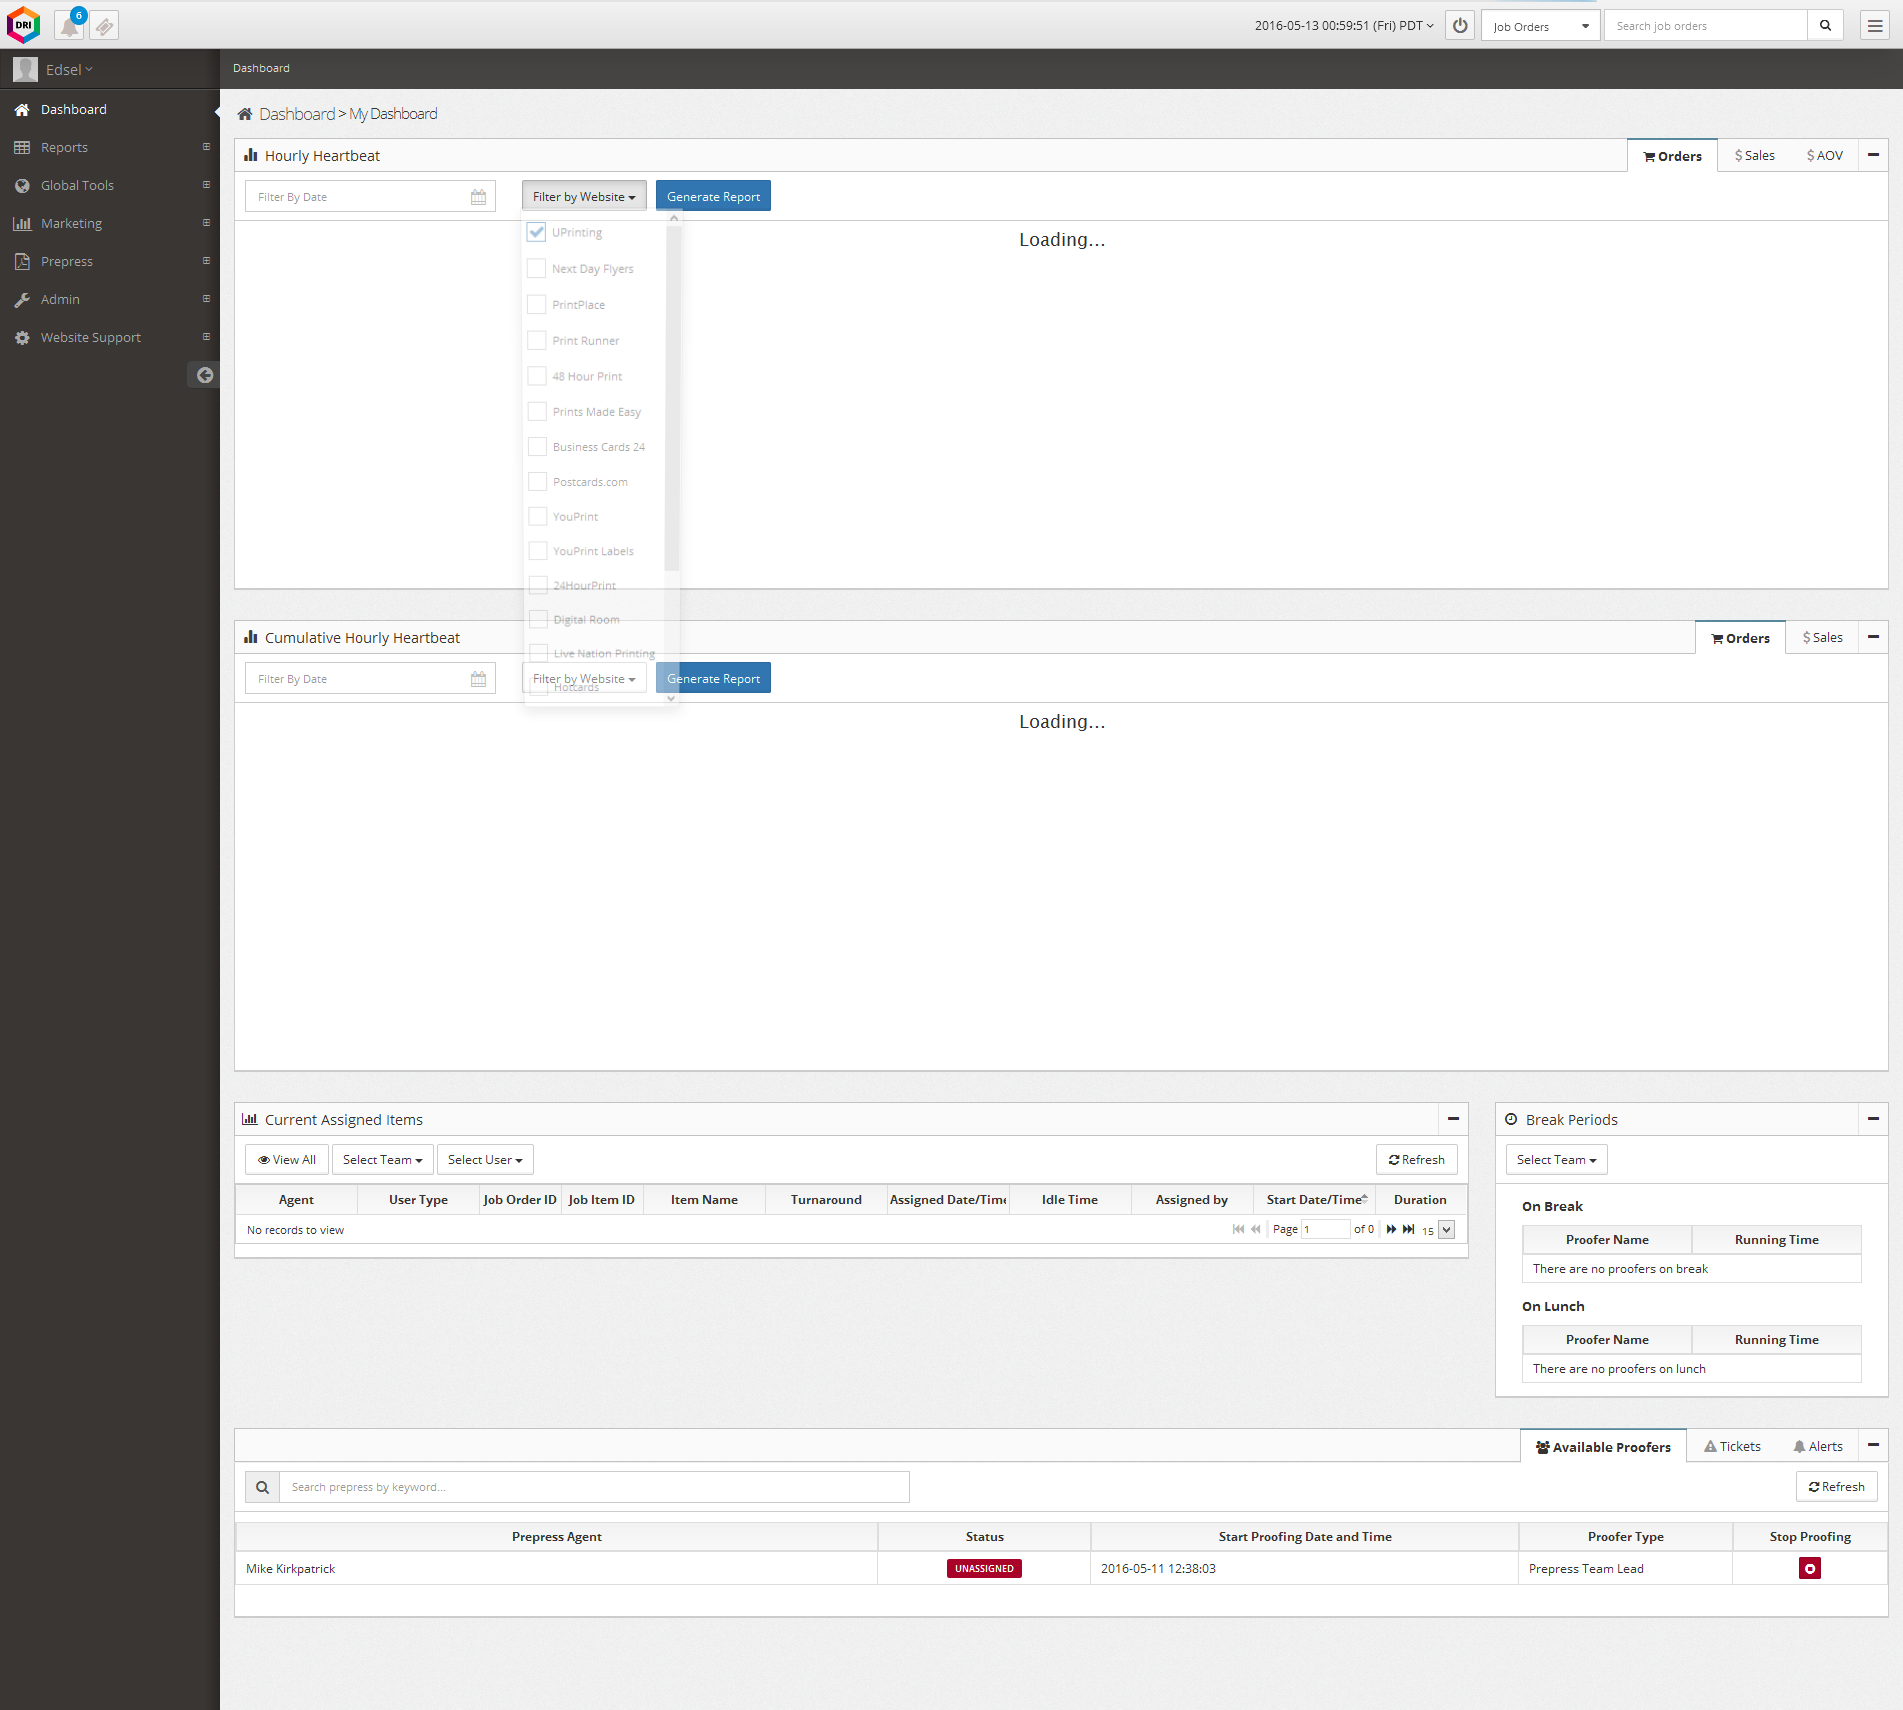 DRI
6
2016-05-13 00:59:51 (Fri) PDT
Job Orders
Search job orders
Edsel
Dashboard
Dashboard
Reports
Global Tools
Marketing
Prepress
Admin
Website Support
Dashboard > My Dashboard
Hourly Heartbeat
Orders
$ Sales
$ AOV
Filter By Date
Filter by Website
Generate Report
Loading...
UPrinting
Next Day Flyers
PrintPlace
Print Runner
48 Hour Print
Prints Made Easy
Business Cards 24
Postcards.com
YouPrint
YouPrint Labels
24HourPrint
Digital Room
Live Nation Printing
Hotcards
Cumulative Hourly Heartbeat
Orders
$ Sales
Filter By Date
Filter by Website
Generate Report
Loading...
Current Assigned Items
View All
Select Team
Select User
Refresh
Agent
User Type
Job Order ID
Job Item ID
Item Name
Turnaround
Assigned Date/Time
Idle Time
Assigned by
Start Date/Time
Duration
No records to view
Page 1 of 0
15
Break Periods
Select Team
On Break
Proofer Name
Running Time
There are no proofers on break
On Lunch
Proofer Name
Running Time
There are no proofers on lunch
Available Proofers
Tickets
Alerts
Search prepress by keyword...
Refresh
Prepress Agent
Status
Start Proofing Date and Time
Proofer Type
Stop Proofing
Mike Kirkpatrick
UNASSIGNED
2016-05-11 12:38:03
Prepress Team Lead